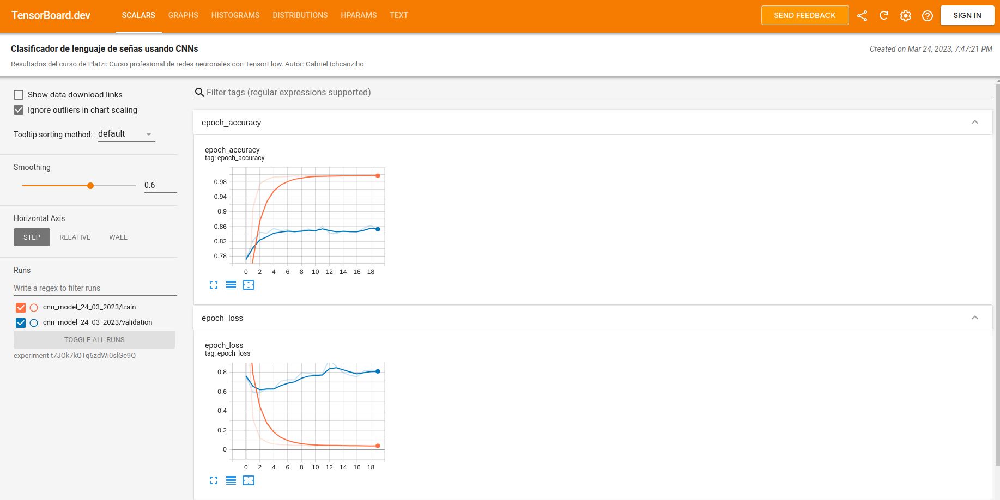 TensorBoard.dev SCALARS GRAPHS HISTOGRAMS DISTRIBUTIONS HPARAMS TEXT SEND FEEDBACK SIGN IN
Clasificador de lenguaje de señas usando CNNs
Created on Mar 24, 2023, 7:47:21 PM
Resultados del curso de Platzi: Curso profesional de redes neuronales con TensorFlow. Autor: Gabriel Ichcanziho
Show data download links
Ignore outliers in chart scaling
Tooltip sorting method: default
Smoothing
0.6
Horizontal Axis
STEP RELATIVE WALL
Runs
Write a regex to filter runs
cnn_model_24_03_2023/train
cnn_model_24_03_2023/validation
TOGGLE ALL RUNS
experiment t7JOk7kQTq6zdWi0slGe9Q
Filter tags (regular expressions supported)
epoch_accuracy
epoch_accuracy
tag: epoch_accuracy
0.98
0.94
0.9
0.86
0.82
0.78
0 2 4 6 8 10 12 14 16 18
epoch_loss
epoch_loss
tag: epoch_loss
0.8
0.6
0.4
0.2
0
0 2 4 6 8 10 12 14 16 18